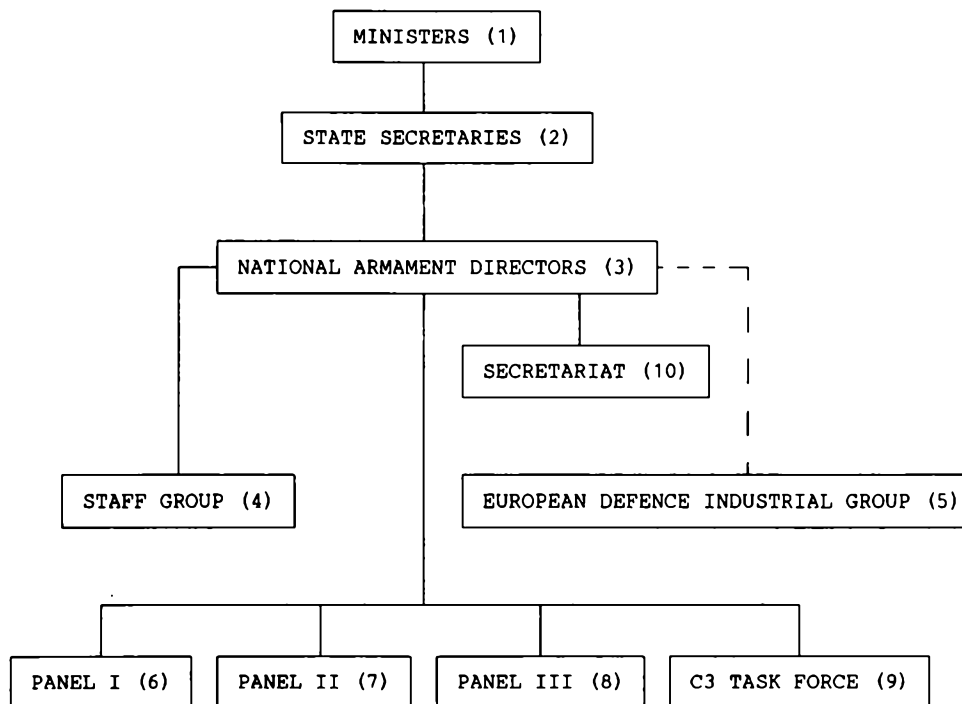 MINISTERS (1)
STATE SECRETARIES (2)
NATIONAL ARMAMENT DIRECTORS (3)
SECRETARIAT (10)
STAFF GROUP (4)
EUROPEAN DEFENCE INDUSTRIAL GROUP (5)
PANEL I (6)
PANEL II (7)
PANEL III (8)
C3 TASK FORCE (9)